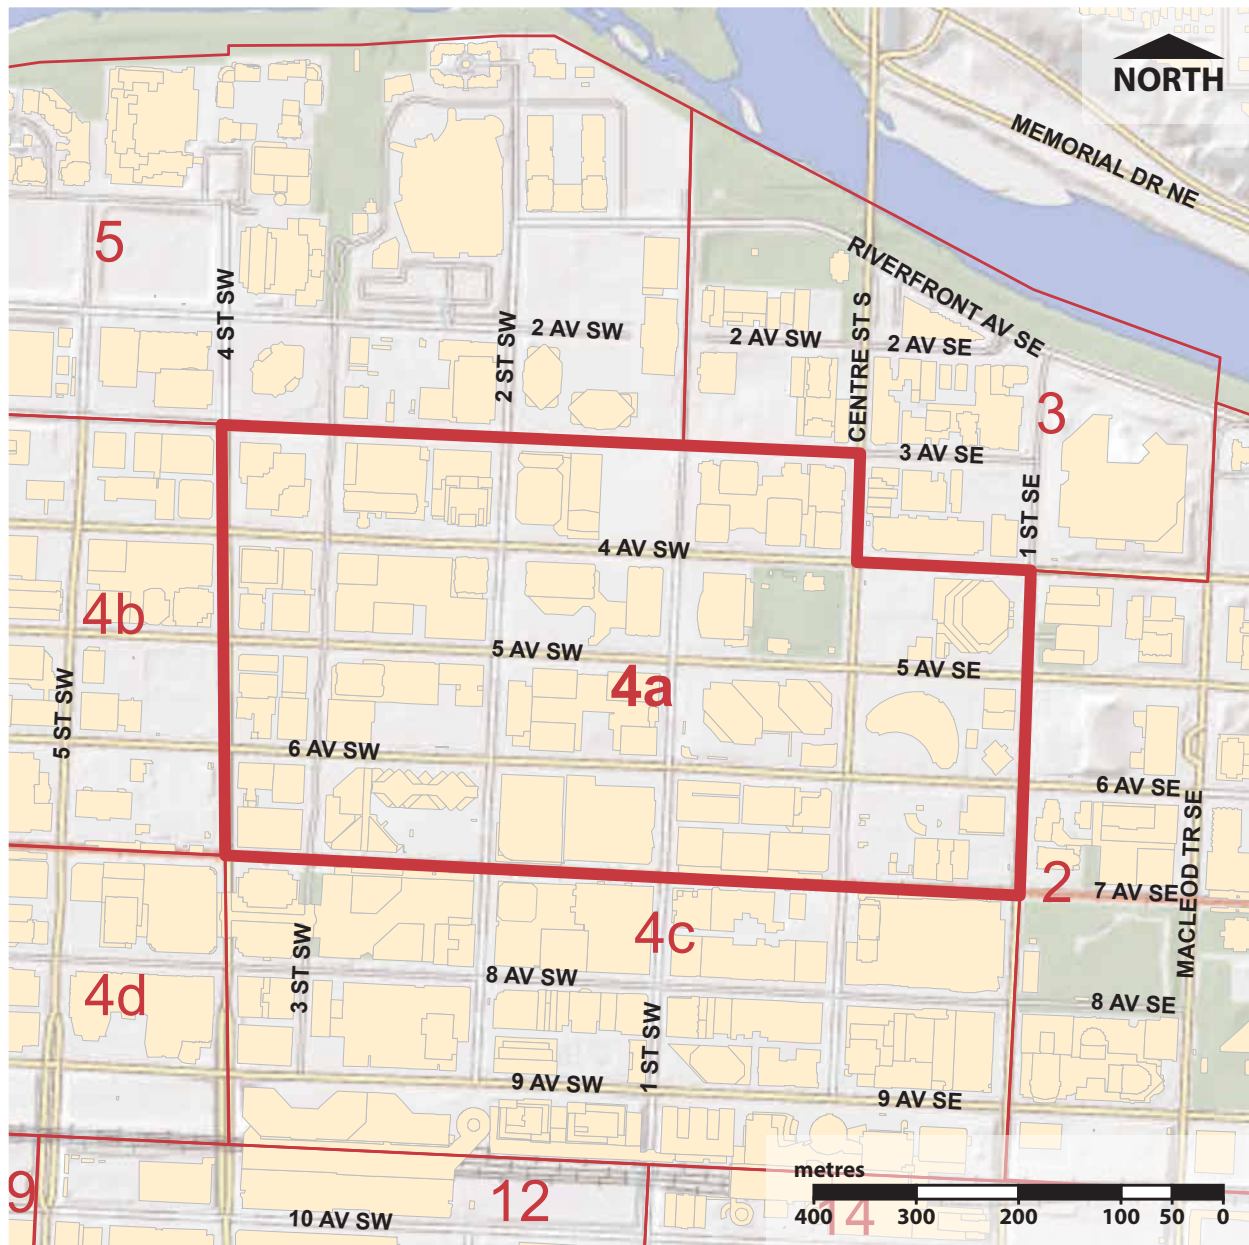 NORTH
MEMORIAL DR NE
5
4 ST SW
2 ST SW
2 AV SW
2 AV SW
CENTRE ST S
RIVERFRONT AV SE
2 AV SE
3
3 AV SE
1 ST SE
4 AV SW
4b
5 AV SW
5 AV SE
4a
5 ST SW
6 AV SW
6 AV SE
MACLEOD TR SE
2
7 AV SE
4c
3 ST SW
8 AV SW
4d
8 AV SE
1 ST SW
9 AV SW
9 AV SE
9
12
10 AV SW
14
metres
400 300 200 100 50 0